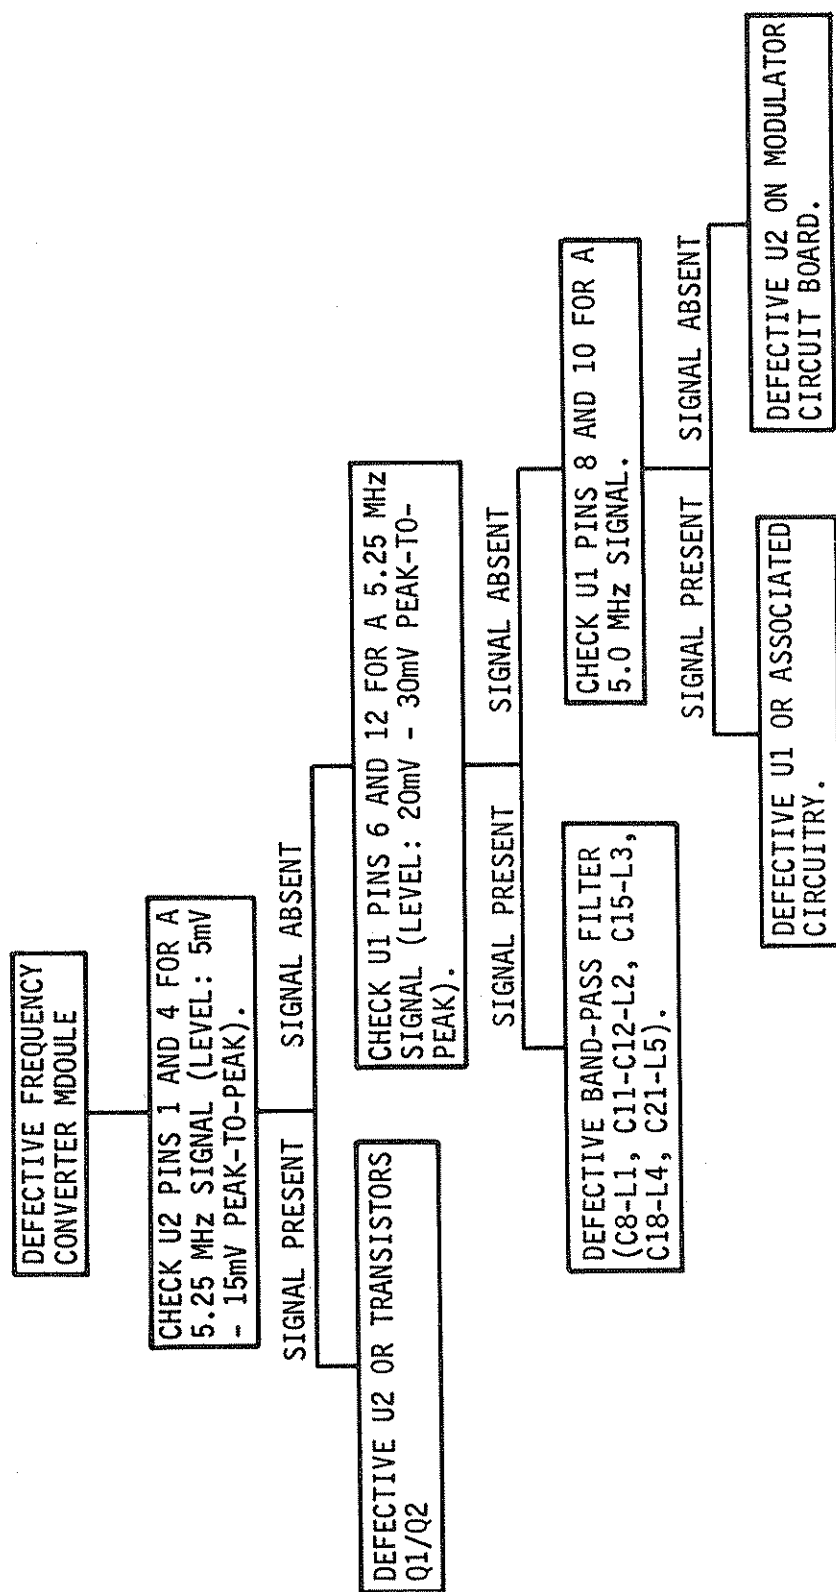 DEFECTIVE FREQUENCY
CONVERTER MDOULE
CHECK U2 PINS 1 AND 4 FOR A
5.25 MHz SIGNAL (LEVEL: 5mV
- 15mV PEAK-TO-PEAK).
SIGNAL PRESENT
SIGNAL ABSENT
DEFECTIVE U2 OR TRANSISTORS
Q1/Q2
CHECK U1 PINS 6 AND 12 FOR A 5.25 MHz
SIGNAL (LEVEL: 20mV - 30mV PEAK-TO-
PEAK).
SIGNAL PRESENT
SIGNAL ABSENT
DEFECTIVE BAND-PASS FILTER
(C8-L1, C11-C12-L2, C15-L3,
C18-L4, C21-L5).
CHECK U1 PINS 8 AND 10 FOR A
5.0 MHz SIGNAL.
SIGNAL PRESENT
SIGNAL ABSENT
DEFECTIVE U1 OR ASSOCIATED
CIRCUITRY.
DEFECTIVE U2 ON MODULATOR
CIRCUIT BOARD.